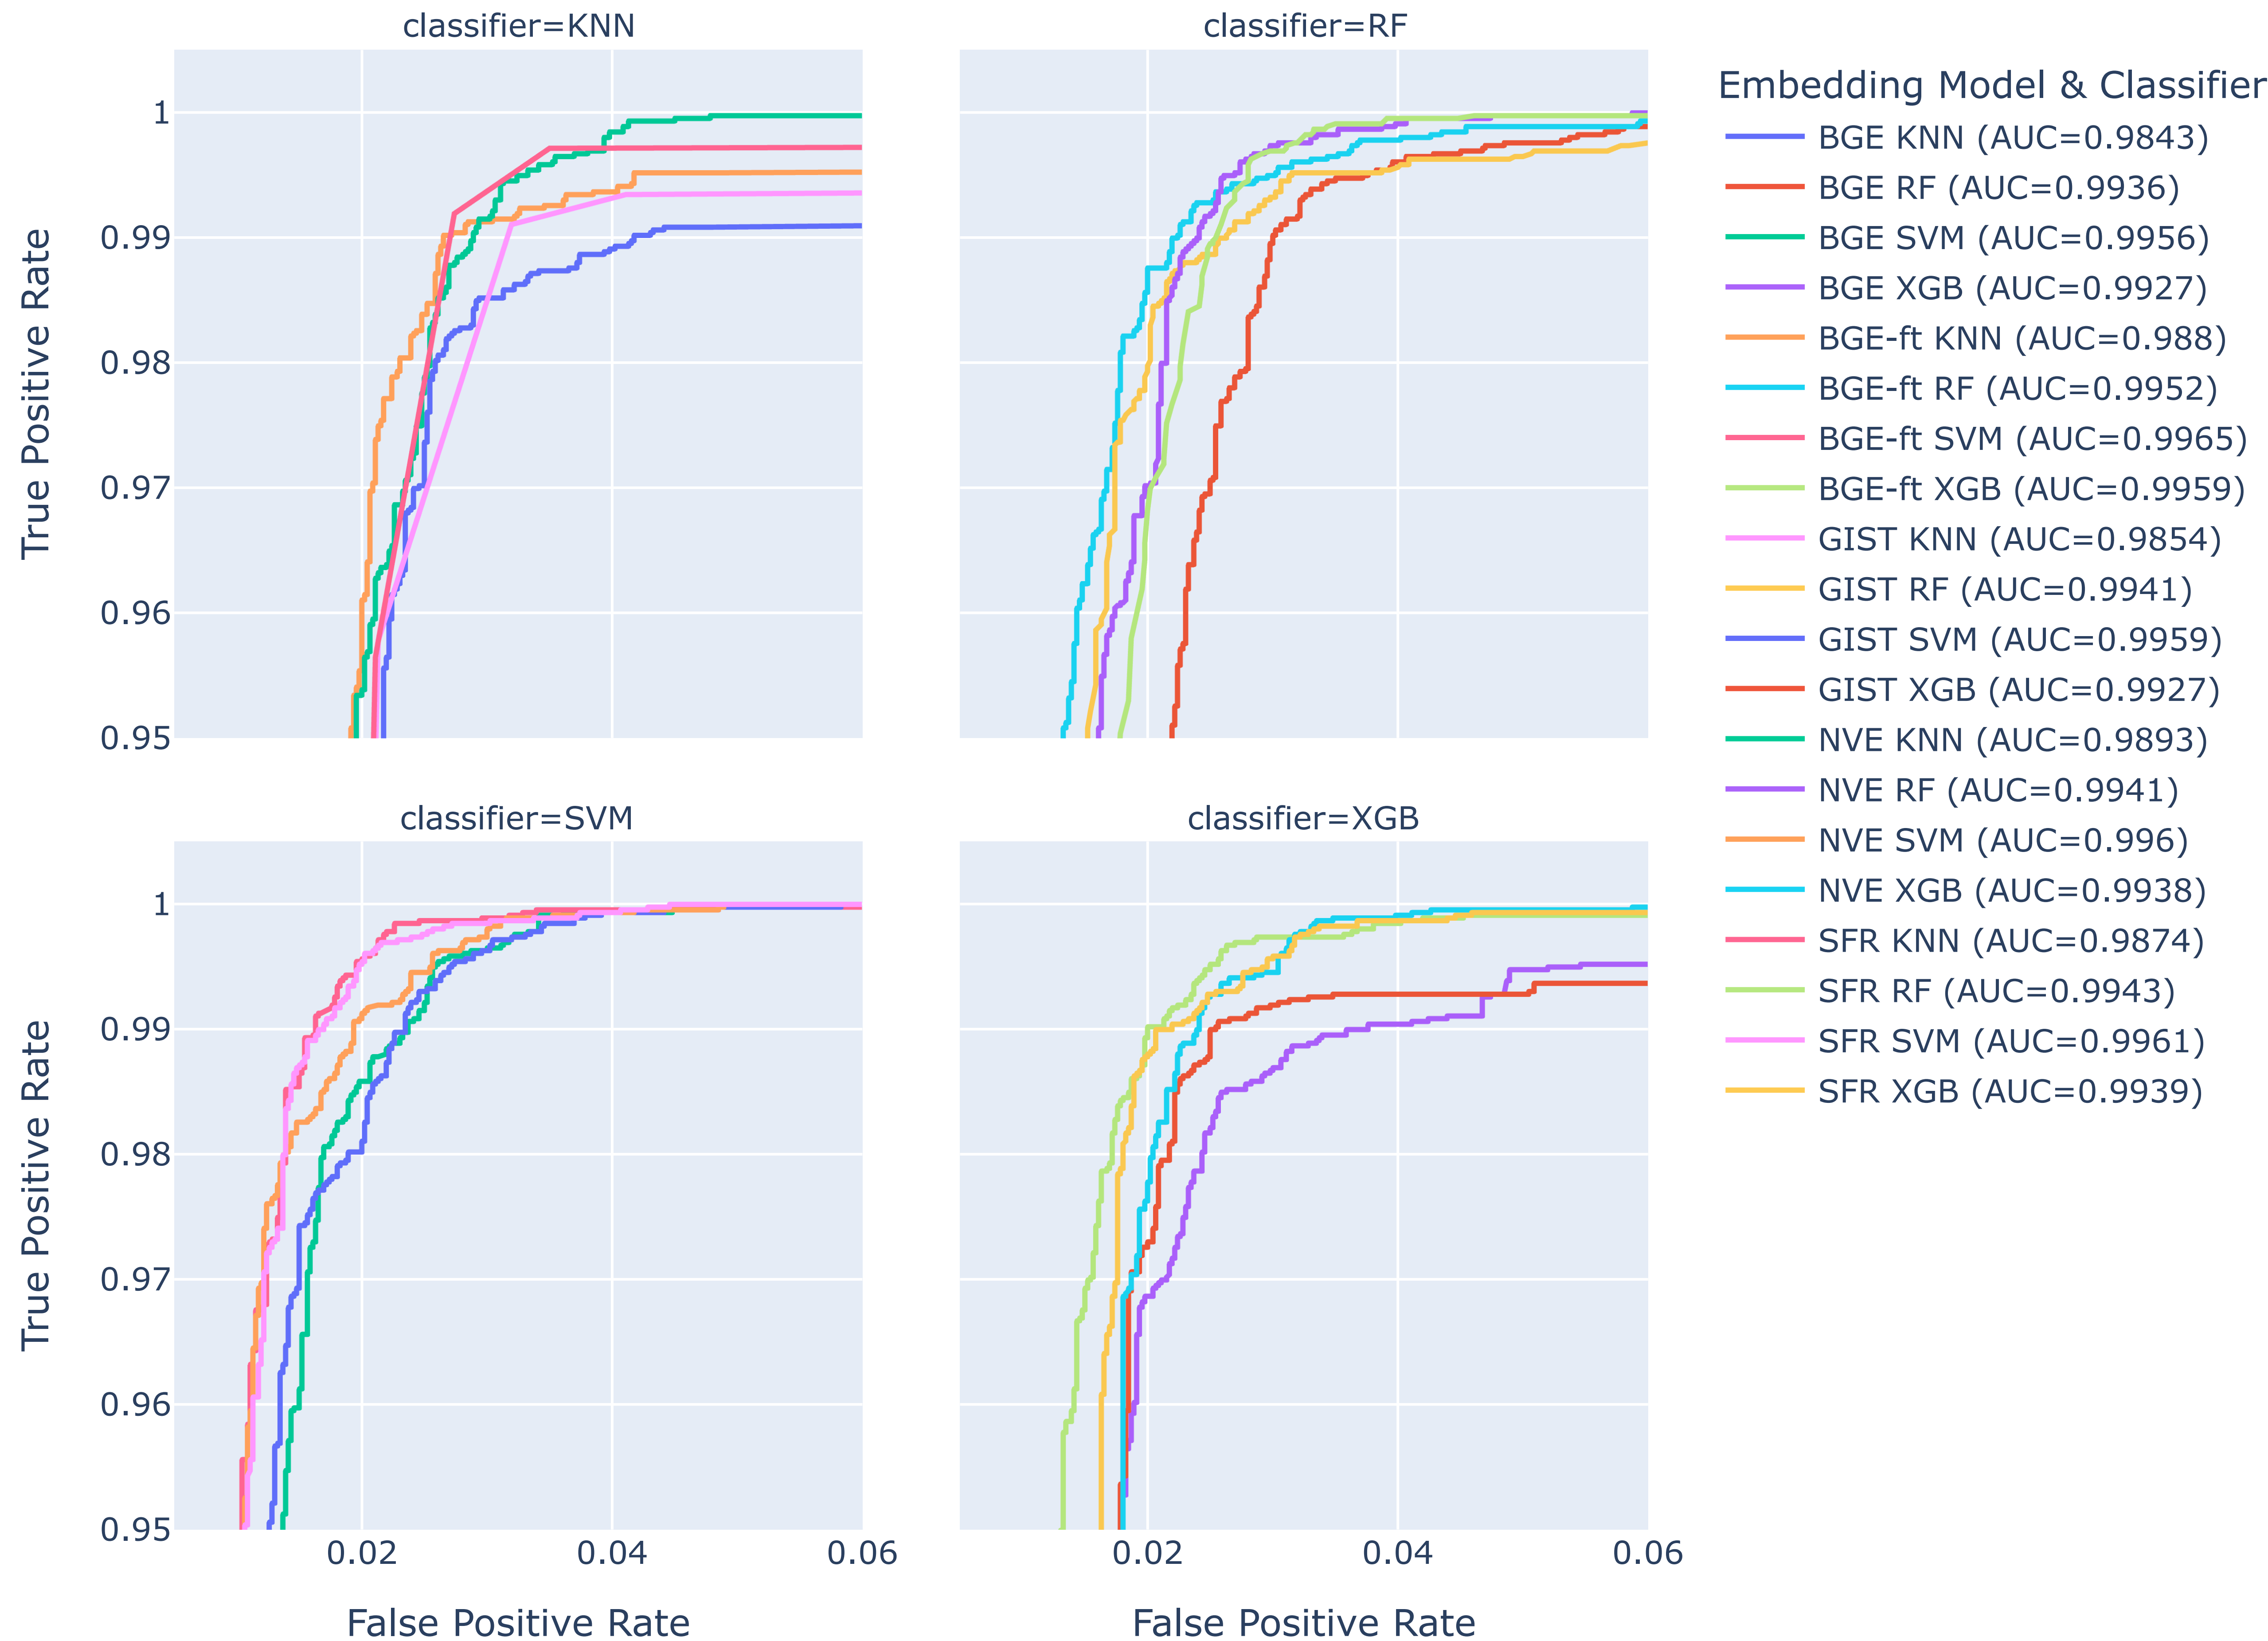 classifier=KNN
classifier=RF
True Positive Rate
1
0.99
0.98
0.97
0.96
0.95
classifier=SVM
classifier=XGB
True Positive Rate
1
0.99
0.98
0.97
0.96
0.95
0.02
0.04
0.06
0.02
0.04
0.06
False Positive Rate
False Positive Rate
Embedding Model & Classifier
BGE KNN (AUC=0.9843)
BGE RF (AUC=0.9936)
BGE SVM (AUC=0.9956)
BGE XGB (AUC=0.9927)
BGE-ft KNN (AUC=0.988)
BGE-ft RF (AUC=0.9952)
BGE-ft SVM (AUC=0.9965)
BGE-ft XGB (AUC=0.9959)
GIST KNN (AUC=0.9854)
GIST RF (AUC=0.9941)
GIST SVM (AUC=0.9959)
GIST XGB (AUC=0.9927)
NVE KNN (AUC=0.9893)
NVE RF (AUC=0.9941)
NVE SVM (AUC=0.996)
NVE XGB (AUC=0.9938)
SFR KNN (AUC=0.9874)
SFR RF (AUC=0.9943)
SFR SVM (AUC=0.9961)
SFR XGB (AUC=0.9939)